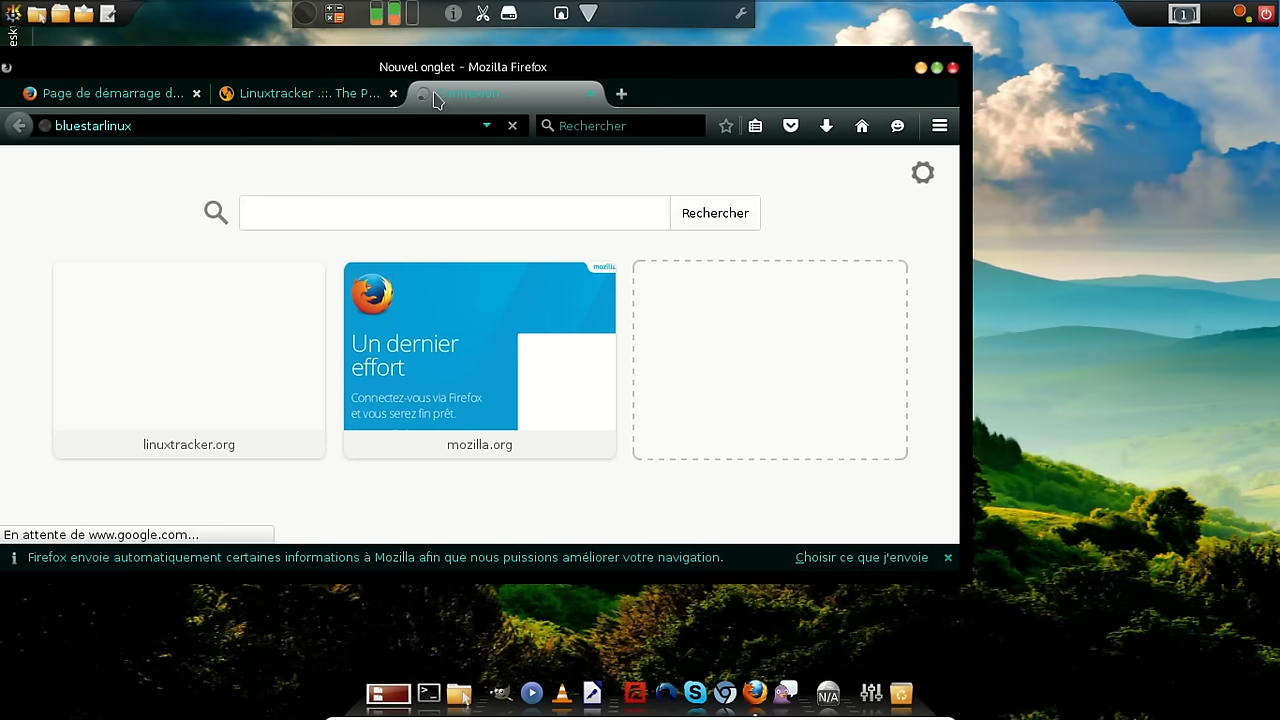 esk
1
Nouvel onglet - Mozilla Firefox
Page de démarrage d...
Linuxtracker .::. The P...
bluestarlinux
Rechercher
Rechercher
mozilla
Un dernier
effort
Connectez-vous via Firefox
et vous serez fin prêt.
linuxtracker.org
mozilla.org
En attente de www.google.com...
Firefox envoie automatiquement certaines informations à Mozilla afin que nous puissions améliorer votre navigation.
Choisir ce que j'envoie
N/A